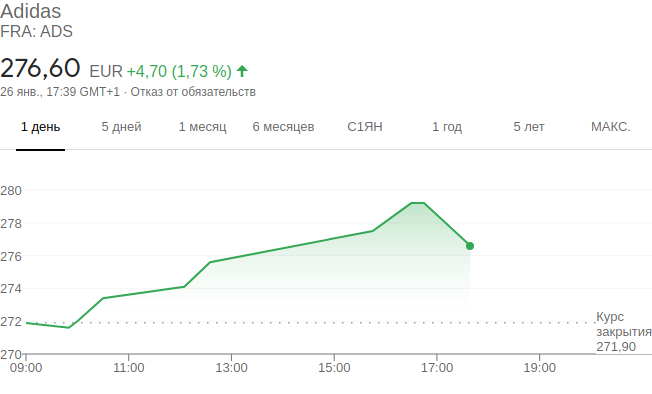 Adidas
FRA: ADS
276,60 EUR +4,70 (1,73 %)
26 янв., 17:39 GMT+1 · Отказ от обязательств
1 день 5 дней 1 месяц 6 месяцев С1ЯН 1 год 5 лет МАКС.
280
278
276
274
272
270
Курс
закрытия
271,90
09:00 11:00 13:00 15:00 17:00 19:00